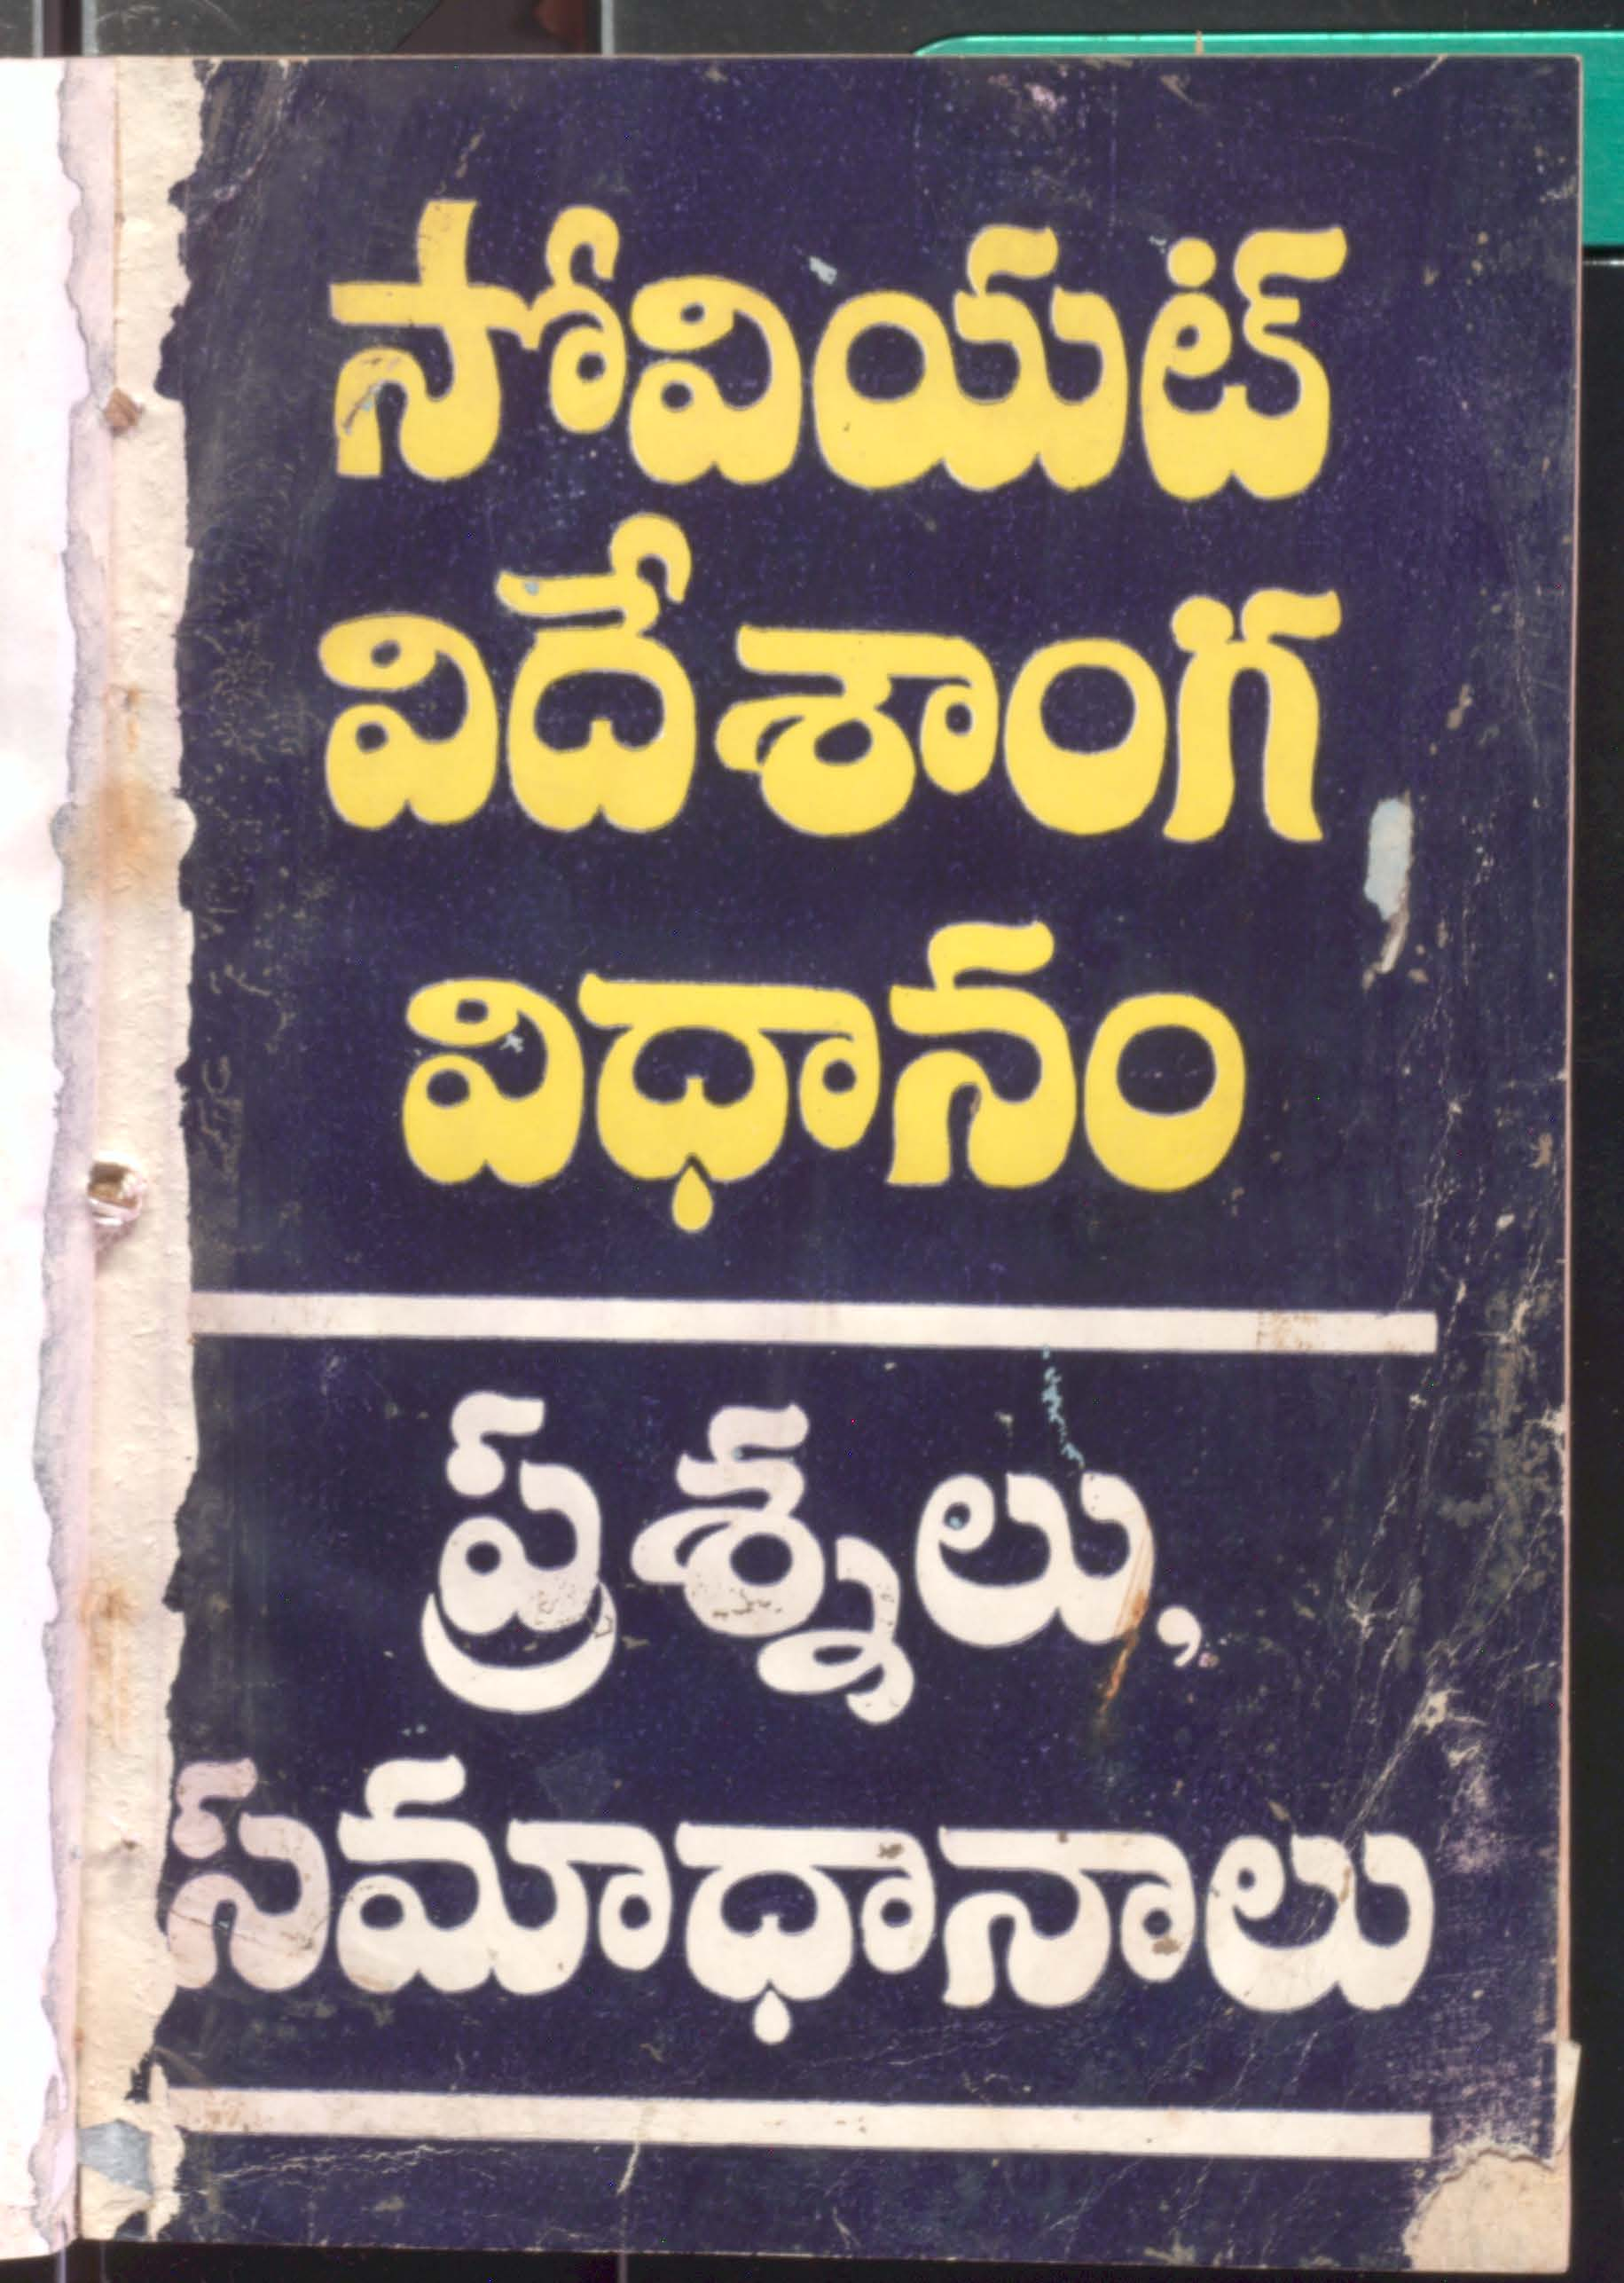 సోవియట్
విదేశాంగ
విధానం
ప్రశ్నలు,
సమాధానాలు